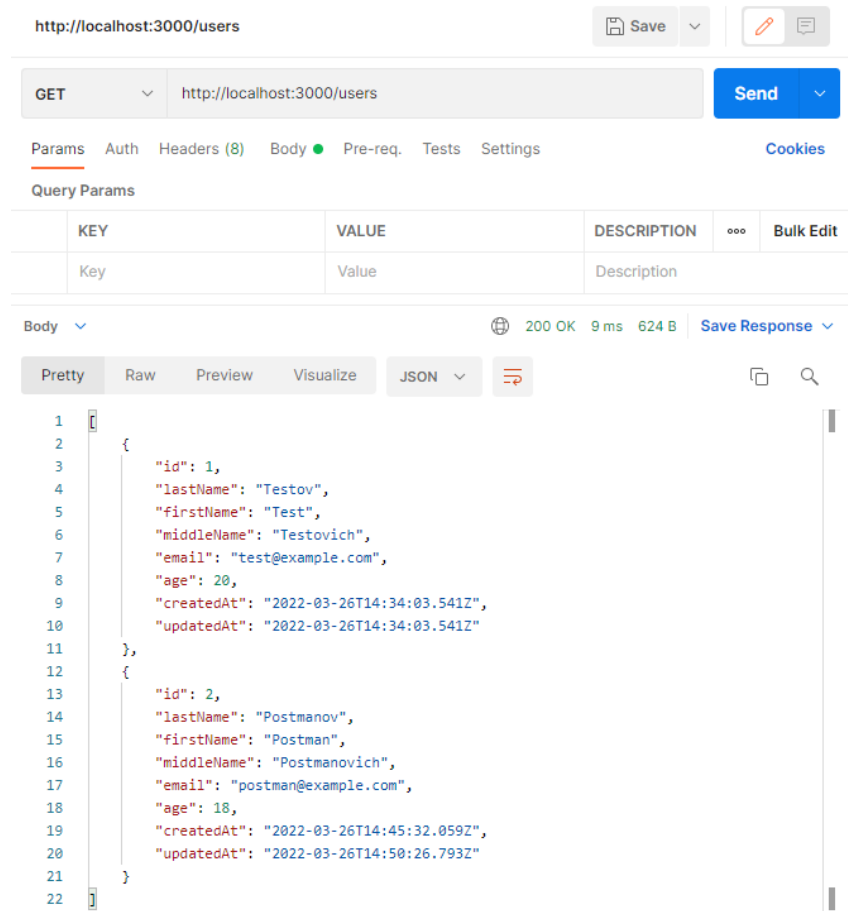 http://localhost:3000/users Save
GET http://localhost:3000/users Send
Params Auth Headers (8) Body Pre-req. Tests Settings Cookies
Query Params
KEY VALUE DESCRIPTION ooo Bulk Edit
Key Value Description
Body 200 OK 9 ms 624 B Save Response
Pretty Raw Preview Visualize JSON
1 [
2 {
3 "id": 1,
4 "lastName": "Testov",
5 "firstName": "Test",
6 "middleName": "Testovich",
7 "email": "test@example.com",
8 "age": 20,
9 "createdAt": "2022-03-26T14:34:03.541Z",
10 "updatedAt": "2022-03-26T14:34:03.541Z"
11 },
12 {
13 "id": 2,
14 "lastName": "Postmanov",
15 "firstName": "Postman",
16 "middleName": "Postmanovich",
17 "email": "postman@example.com",
18 "age": 18,
19 "createdAt": "2022-03-26T14:45:32.059Z",
20 "updatedAt": "2022-03-26T14:50:26.793Z"
21 }
22 ]